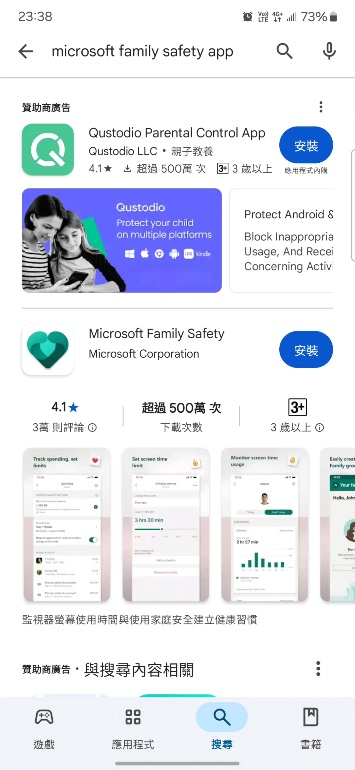 23:38
Vo) LTE 4G+ 73%
microsoft family safety app
贊助商廣告
Qustodio Parental Control App
Qustodio LLC • 親子教養
4.1★ 超過 500萬 次 3+ 3 歲以上
安裝
應用程式內購
Qustodio
Protect your child
on multiple platforms
kindle
Protect Android &
Block Inappropria
Usage, And Recei
Concerning Activi
Microsoft Family Safety
Microsoft Corporation
安裝
4.1★
3萬 則評論
超過 500萬 次
下載次數
3+
3 歲以上
Track spending, set
limits
Set screen time
limit
3 hrs 30 min
Monitor screen time
usage
2 hr 27 min
Easily creat
Family grou
Your fa
Hello, John
監視器螢幕使用時間與使用家庭安全建立健康習慣
贊助商廣告 • 與搜尋內容相關
遊戲
應用程式
搜尋
書籍